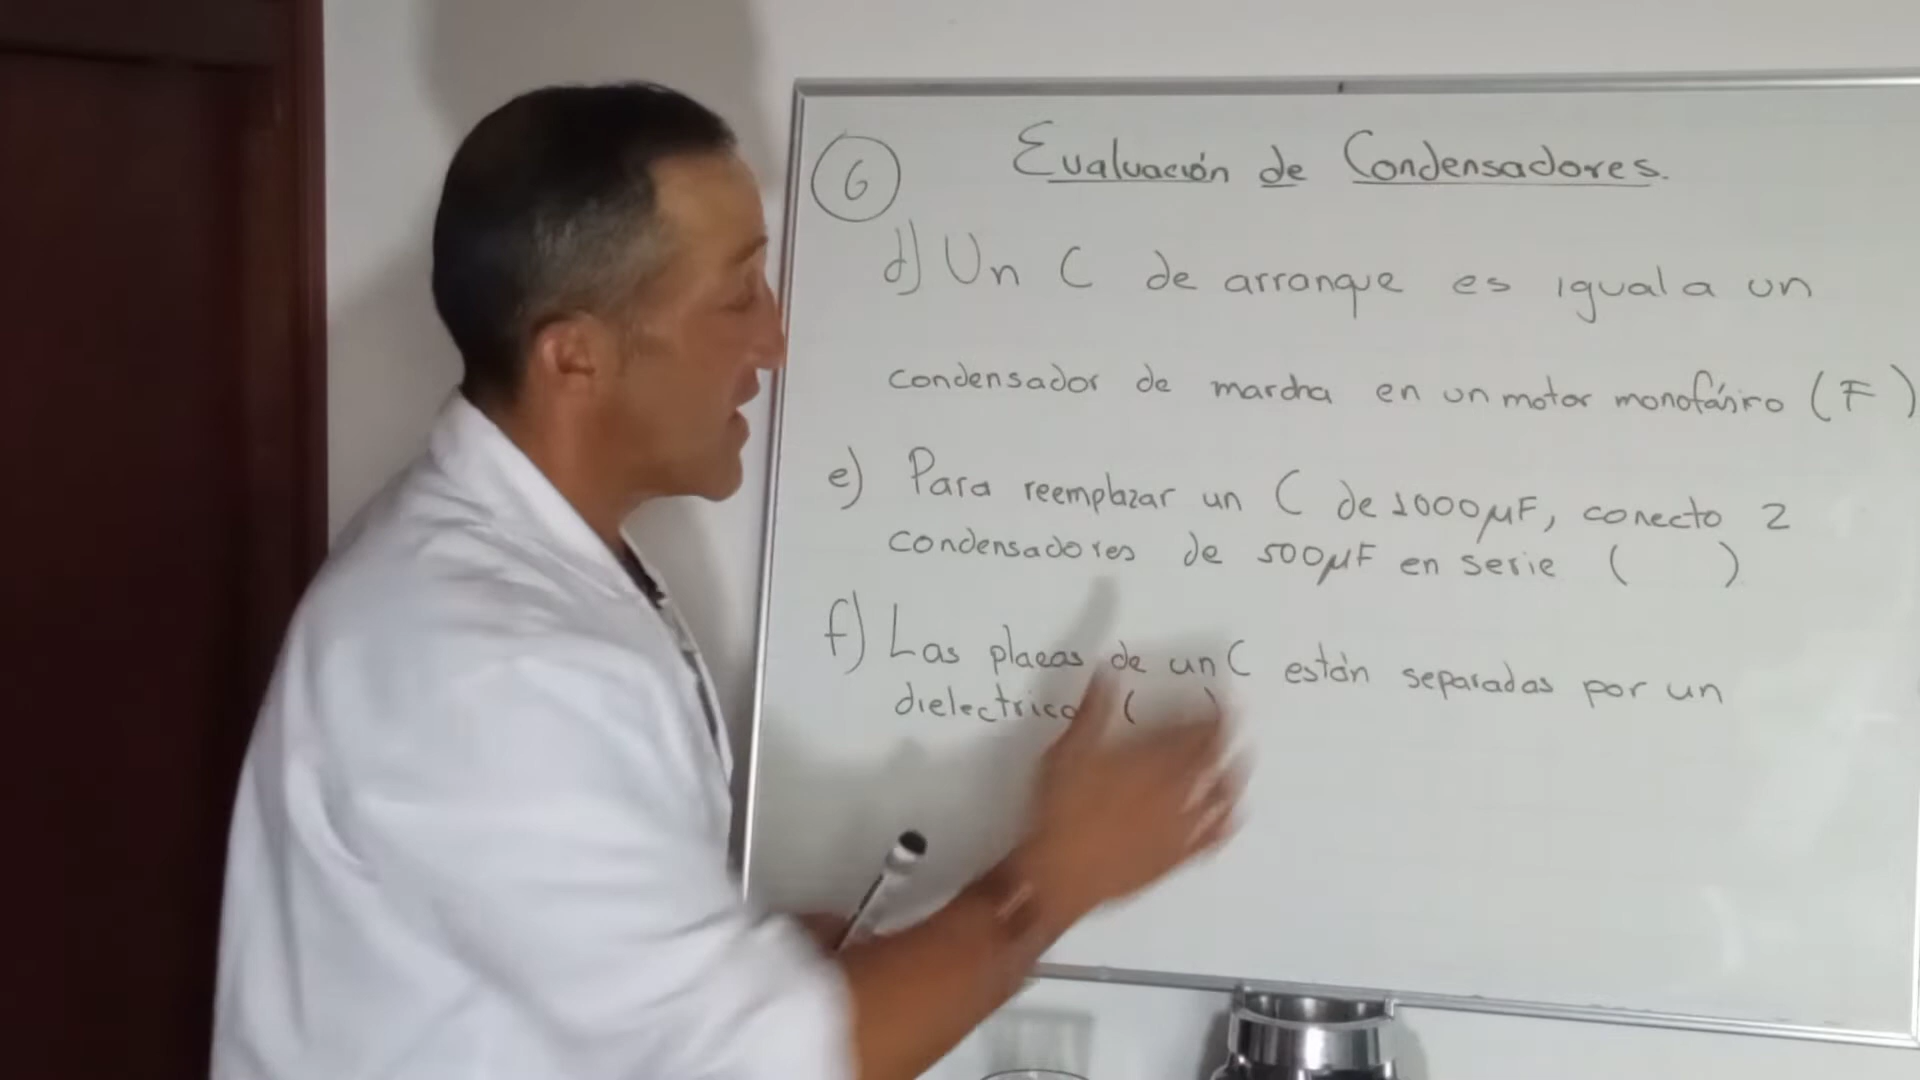 6
Evaluación de Condensadores.
d) Un C de arranque es igual a un
condensador de marcha en un motor monofásico (F)
e) Para reemplazar un C de 1000µF, conecto 2
condensadores de 500µF en serie ( )
f) Las placas de un C están separadas por un
dielectrico ( )